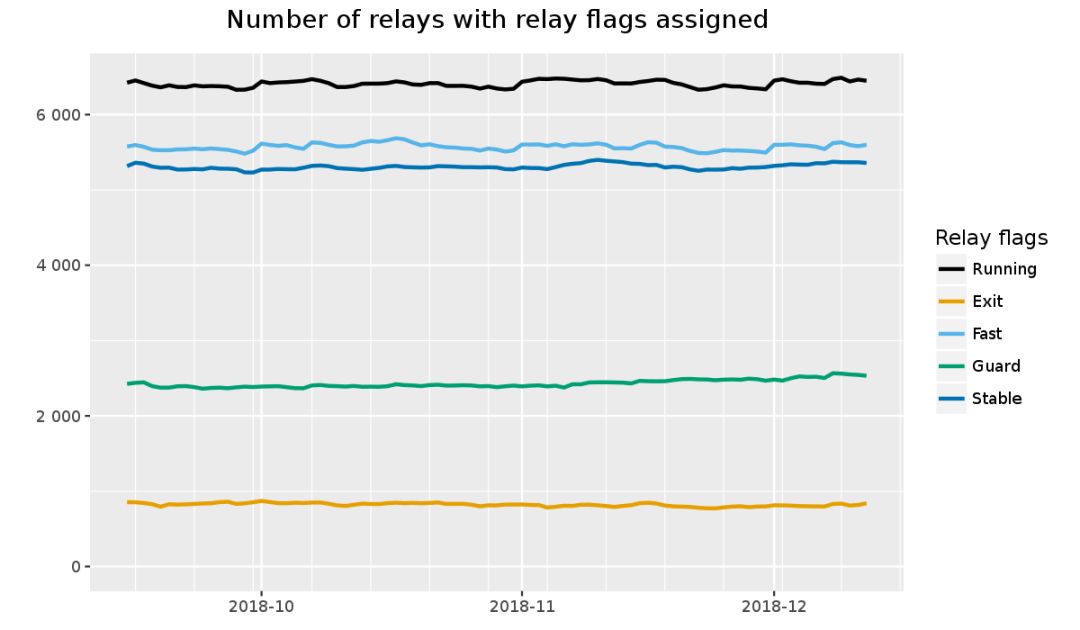 Number of relays with relay flags assigned
6 000
4 000
2 000
0
2018-10
2018-11
2018-12
Relay flags
Running
Exit
Fast
Guard
Stable